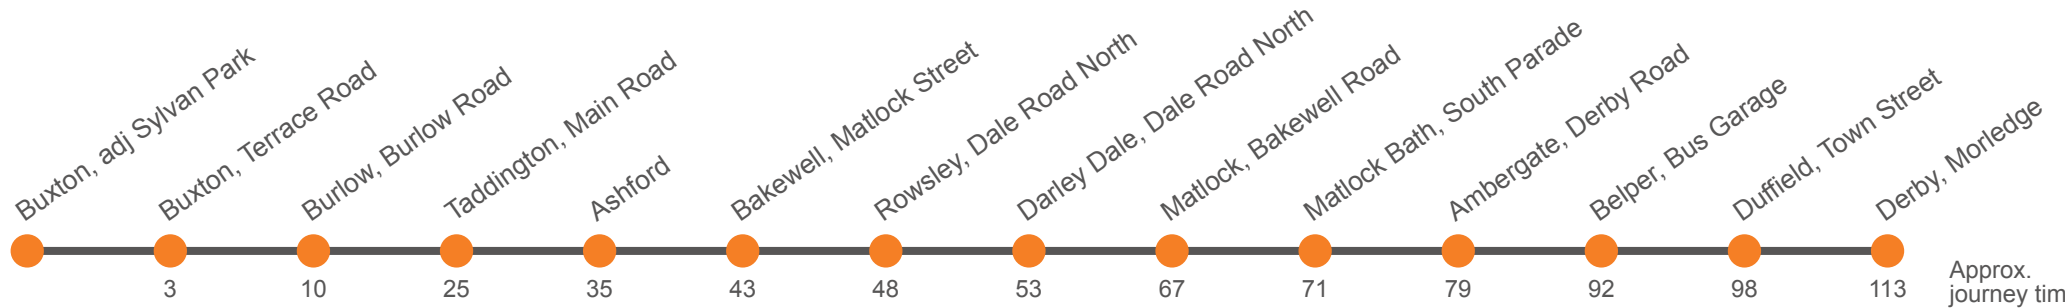 Buxton, adj Sylvan Park
Buxton, Terrace Road
Burlow, Burlow Road
Taddington, Main Road
Ashford
Bakewell, Matlock Street
Rowsley, Dale Road North
Darley Dale, Dale Road North
Matlock, Bakewell Road
Matlock Bath, South Parade
Ambergate, Derby Road
Belper, Bus Garage
Duffield, Town Street
Derby, Morledge
3
10
25
35
43
48
53
67
71
79
92
98
113
Approx.
journey tim